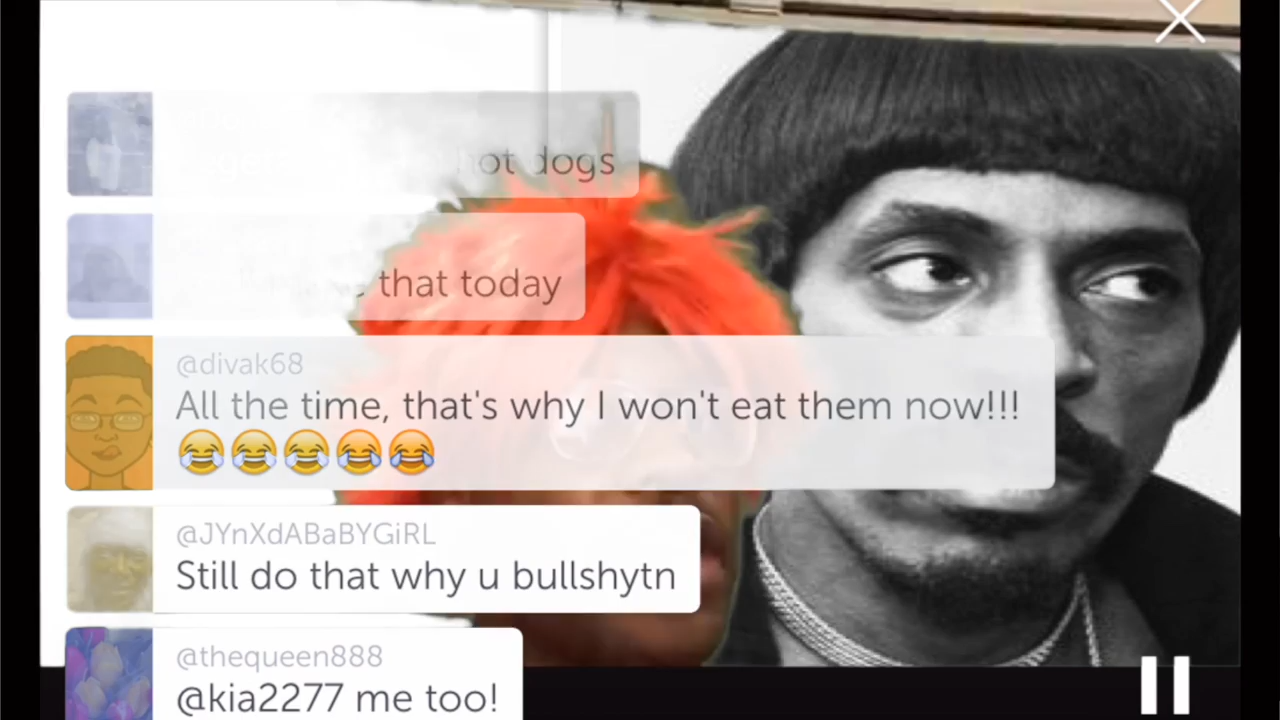 hot dogs
that today
@divak68
All the time, that's why I won't eat them now!!!
😂😂😂😂😂
@JYnXdABaBYGiRL
Still do that why u bullshytn
@thequeen888
@kia2277 me too!